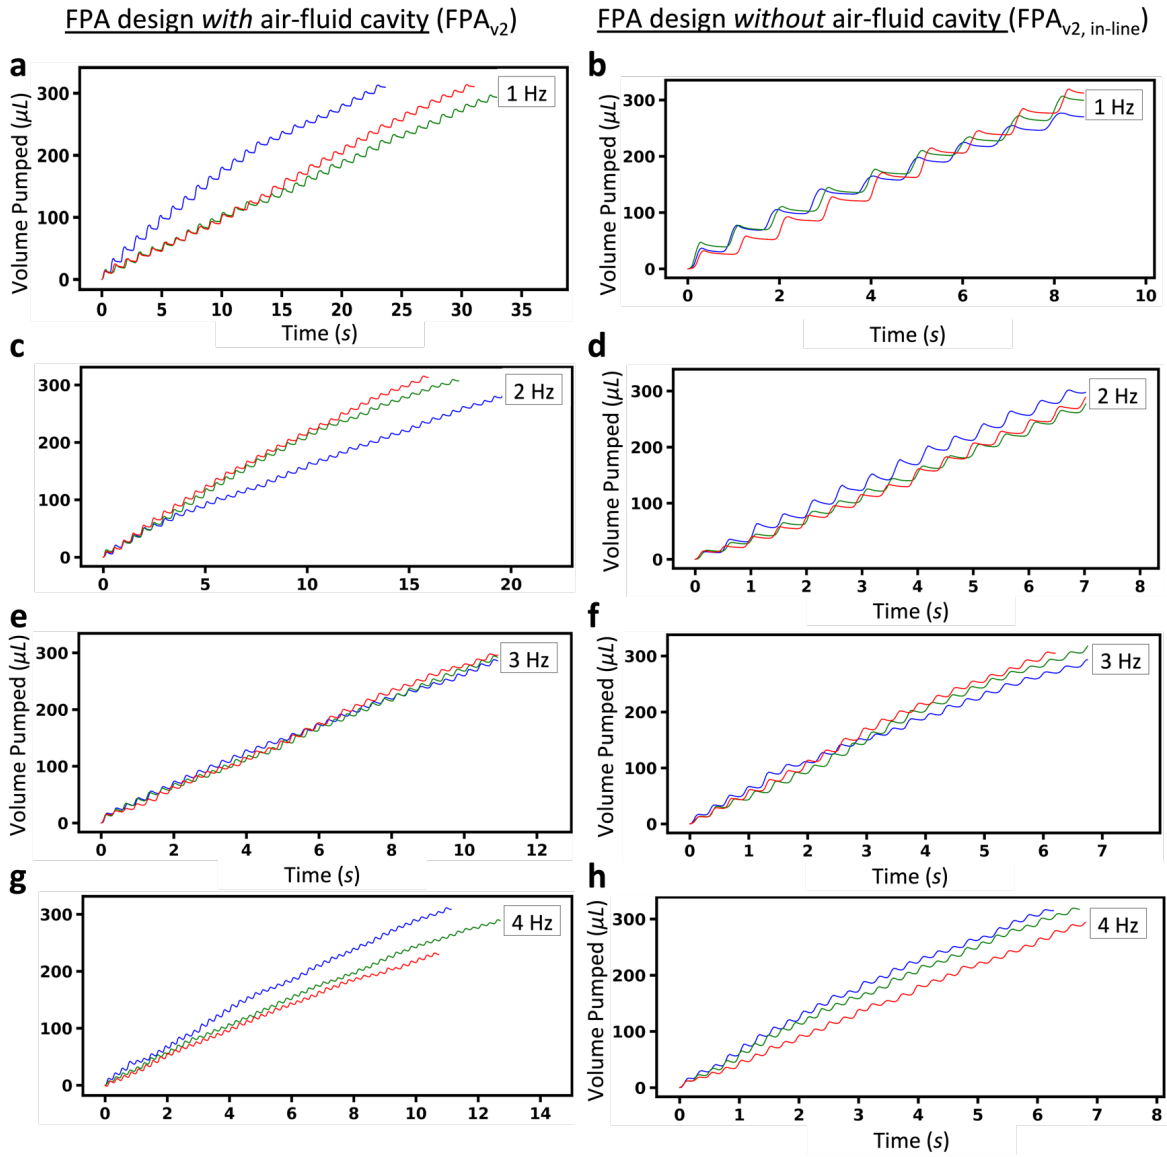 FPA design with air-fluid cavity (FPAv2)
FPA design without air-fluid cavity (FPAv2, in-line)
a
1 Hz
Volume Pumped (μL)
300
200
100
0
0 5 10 15 20 25 30 35
Time (s)
b
1 Hz
Volume Pumped (μL)
300
200
100
0
0 2 4 6 8 10
Time (s)
c
2 Hz
Volume Pumped (μL)
300
200
100
0
0 5 10 15 20
d
2 Hz
Volume Pumped (μL)
300
200
100
0
0 1 2 3 4 5 6 7 8
Time (s)
e
3 Hz
Volume Pumped (μL)
300
200
100
0
0 2 4 6 8 10 12
Time (s)
f
3 Hz
Volume Pumped (μL)
300
200
100
0
0 1 2 3 4 5 6 7
Time (s)
g
4 Hz
Volume Pumped (μL)
300
200
100
0
0 2 4 6 8 10 12 14
h
4 Hz
Volume Pumped (μL)
300
200
100
0
0 1 2 3 4 5 6 7 8
Time (s)